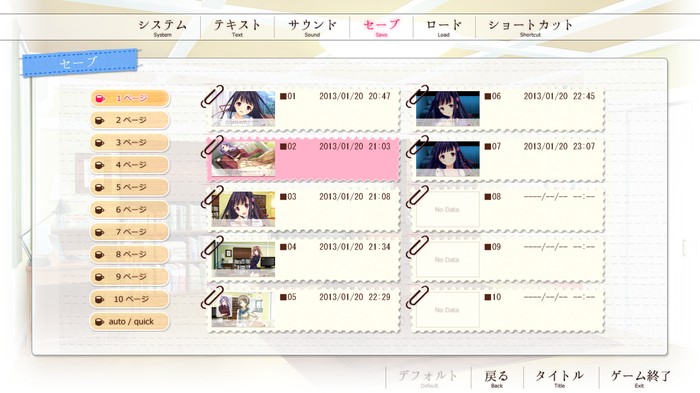 システム テキスト サウンド セーブ ロード ショートカット
System Text Sound Save Load Shortcut
セーブ
1 ページ
2 ページ
3 ページ
4 ページ
5 ページ
6 ページ
7 ページ
8 ページ
9 ページ
10 ページ
auto / quick
■01 2013/01/20 20:47
■02 2013/01/20 21:03
■03 2013/01/20 21:08
■04 2013/01/20 21:34
■05 2013/01/20 22:29
■06 2013/01/20 22:45
■07 2013/01/20 23:07
No Data ■08 ----/--/-- --:--
No Data ■09 ----/--/-- --:--
No Data ■10 ----/--/-- --:--
デフォルト 戻る タイトル ゲーム終了
Default Back Title Exit